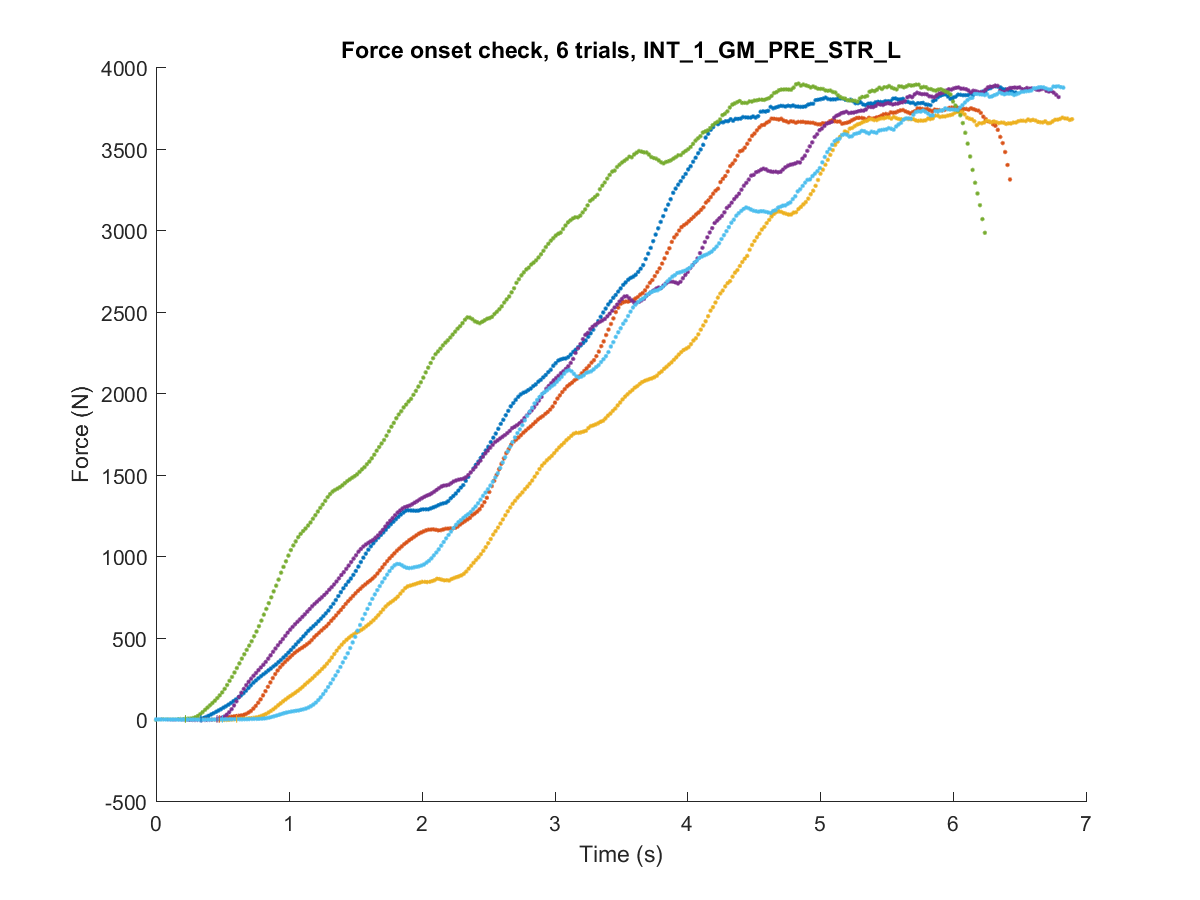 Force onset check, 6 trials, INT_1_GM_PRE_STR_L
4000
3500
3000
2500
2000
1500
1000
500
0
-500
Force (N)
0 1 2 3 4 5 6 7
Time (s)